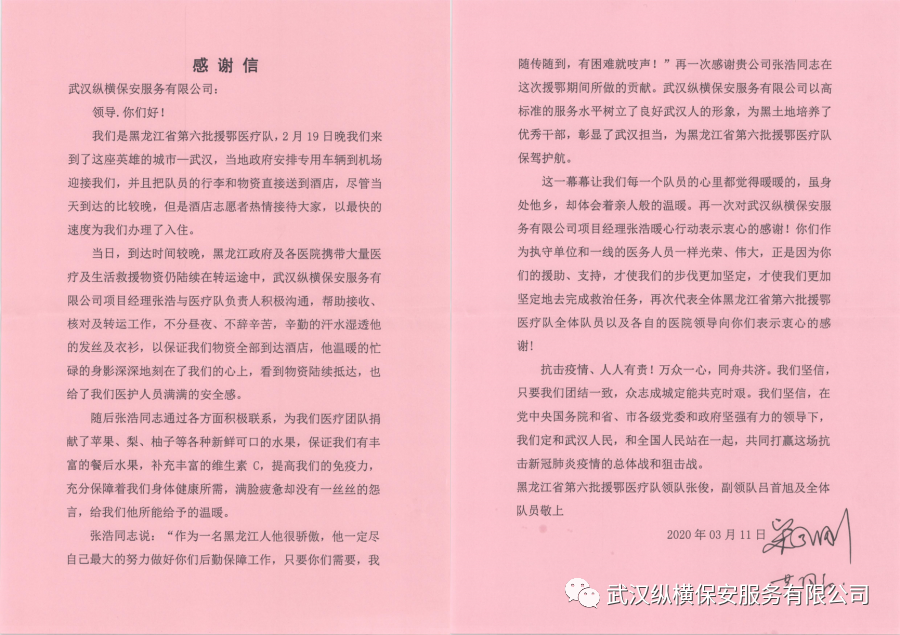 感谢信
武汉纵横保安服务有限公司：
领导.你们好！
我们是黑龙江省第六批援鄂医疗队，2月19日晚我们来
到了这座英雄的城市—武汉，当地政府安排专用车辆到机场
迎接我们，并且把队员的行李和物资直接送到酒店，尽管当
天到达的比较晚，但是酒店志愿者热情接待大家，以最快的
速度为我们办理了入住。
当日，到达时间较晚，黑龙江政府及各医院携带大量医
疗及生活救援物资仍陆续在转运途中，武汉纵横保安服务有
限公司项目经理张浩与医疗队负责人积极沟通，帮助接收、
核对及转运工作，不分昼夜、不辞辛苦，辛勤的汗水湿透他
的发丝及衣衫，以保证我们物资全部到达酒店，他温暖的忙
碌的身影深深地刻在了我们的心上，看到物资陆续抵达，也
给了我们医护人员满满的安全感。
随后张浩同志通过各方面积极联系，为我们医疗团队捐
献了苹果、梨、柚子等各种新鲜可口的水果，保证我们有丰
富的餐后水果，补充丰富的维生素 C，提高我们的免疫力，
充分保障着我们身体健康所需，满脸疲惫却没有一丝丝的怨
言，给我们他所能给予的温暖。
张浩同志说：“作为一名黑龙江人他很骄傲，他一定尽
自己最大的努力做好你们后勤保障工作，只要你们需要，我
随传随到，有困难就吱声！”再一次感谢贵公司张浩同志在
这次援鄂期间所做的贡献。武汉纵横保安服务有限公司以高
标准的服务水平树立了良好武汉人的形象，为黑土地培养了
优秀干部，彰显了武汉担当，为黑龙江省第六批援鄂医疗队
保驾护航。
这一幕幕让我们每一个队员的心里都觉得暖暖的，虽身
处他乡，却体会着亲人般的温暖。再一次对武汉纵横保安服
务有限公司项目经理张浩暖心行动表示衷心的感谢！你们作
为执守单位和一线的医务人员一样光荣、伟大，正是因为你
们的援助、支持，才使我们的步伐更加坚定，才使我们更加
坚定地去完成救治任务，再次代表全体黑龙江省第六批援鄂
医疗队全体队员以及各自的医院领导向你们表示衷心的感
谢！
抗击疫情、人人有责！万众一心，同舟共济。我们坚信，
只要我们团结一致，众志成城定能共克时艰。我们坚信，在
党中央国务院和省、市各级党委和政府坚强有力的领导下，
我们定和武汉人民，和全国人民站在一起，共同打赢这场抗
击新冠肺炎疫情的总体战和狙击战。
黑龙江省第六批援鄂医疗队领队张俊，副领队吕首旭及全体
队员敬上
2020年03月11日
武汉纵横保安服务有限公司